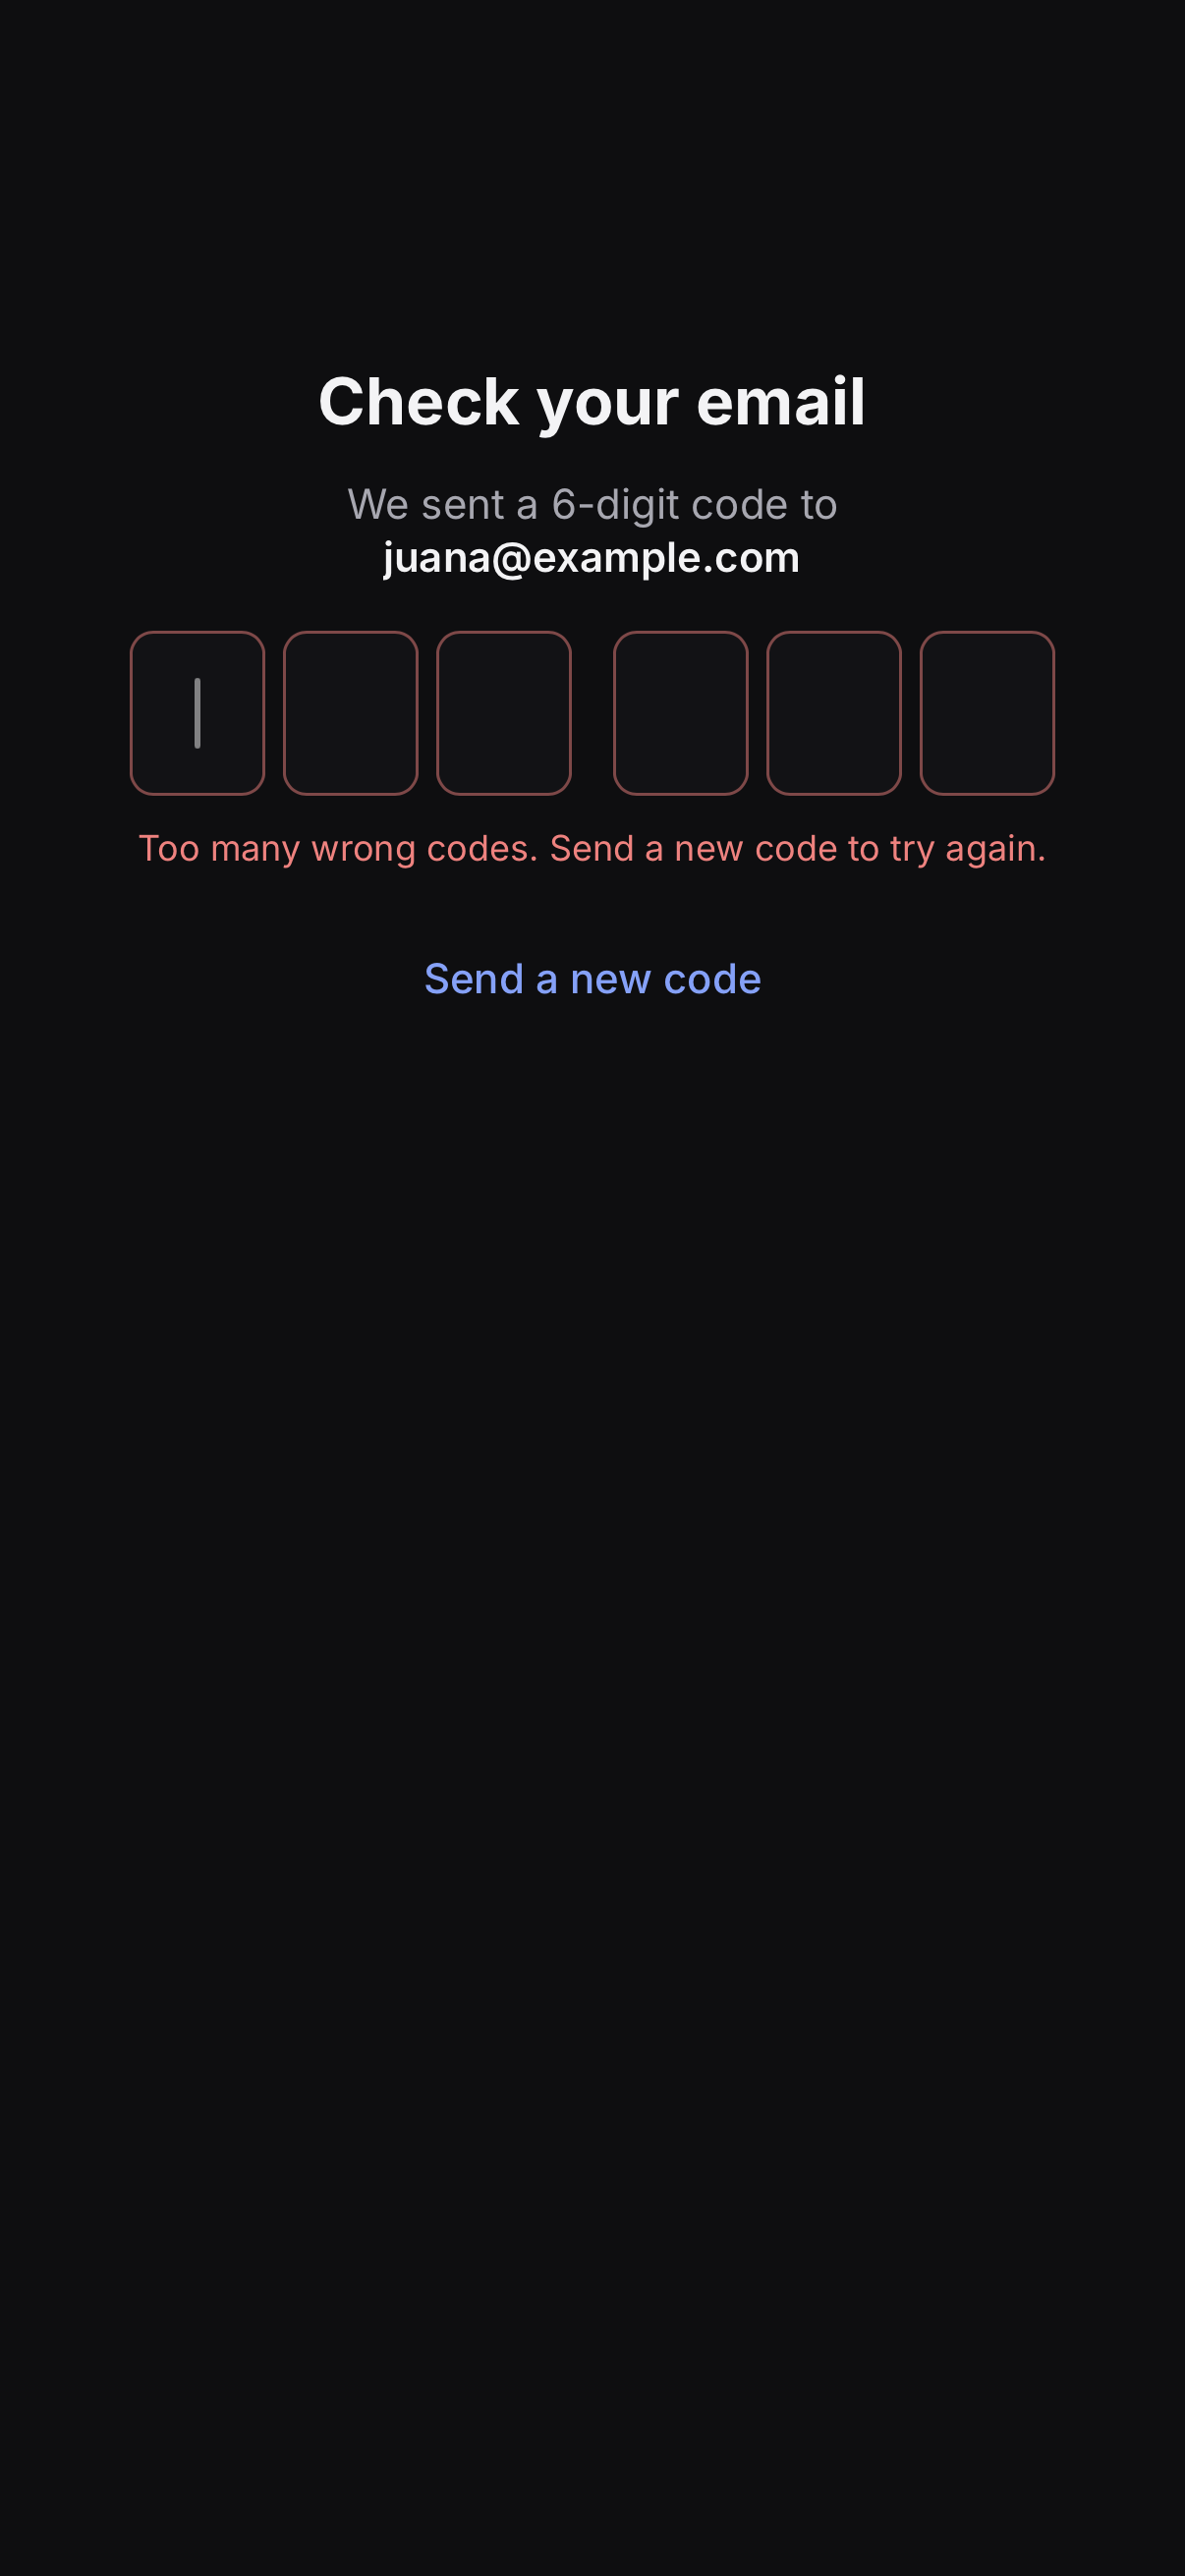 Check your email
We sent a 6-digit code to
juana@example.com
Too many wrong codes. Send a new code to try again.
Send a new code